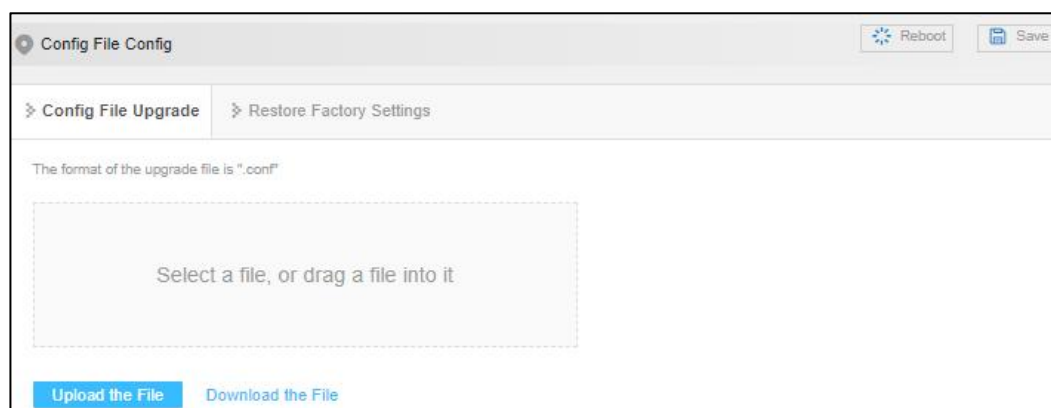 Config File Config
Reboot
Save
Config File Upgrade
Restore Factory Settings
The format of the upgrade file is ".conf"
Select a file, or drag a file into it
Upload the File
Download the File